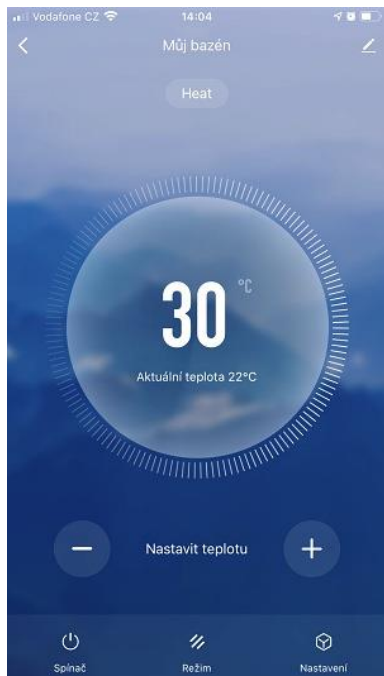 Vodafone CZ 14:04
Můj bazén
Heat
30 °C
Aktuální teplota 22°C
Nastavit teplotu
Spínač Režim Nastavení